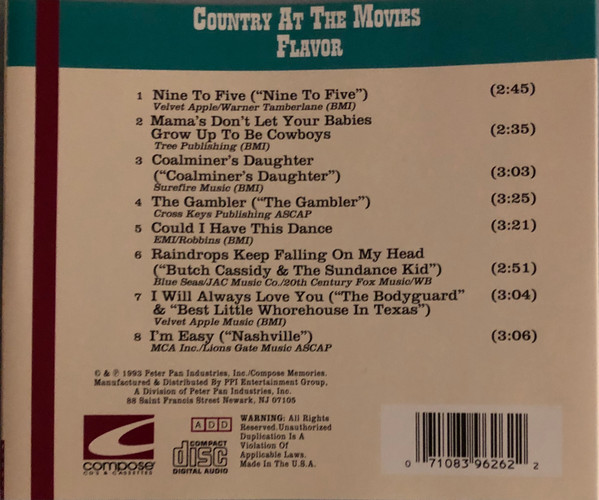 COUNTRY AT THE MOVIES
FLAVOR
1 Nine To Five ("Nine To Five") (2:45)
Velvet Apple/Warner Tamberlane (BMI)
2 Mama's Don't Let Your Babies
Grow Up To Be Cowboys (2:35)
Tree Publishing (BMI)
3 Coalminer's Daughter
("Coalminer's Daughter") (3:03)
Surefire Music (BMI)
4 The Gambler ("The Gambler") (3:25)
Cross Keys Publishing ASCAP
5 Could I Have This Dance (3:21)
EMI/Robbins (BMI)
6 Raindrops Keep Falling On My Head
("Butch Cassidy & The Sundance Kid") (2:51)
Blue Seas/JAC Music Co./20th Century Fox Music/WB
7 I Will Always Love You ("The Bodyguard" (3:04)
& "Best Little Whorehouse In Texas")
Velvet Apple Music (BMI)
8 I'm Easy ("Nashville") (3:06)
MCA Inc./Lions Gate Music ASCAP
© & ℗ 1993 Peter Pan Industries, Inc./Compose Memories.
Manufactured & Distributed By PPI Entertainment Group,
A Division of Peter Pan Industries, Inc.
88 Saint Francis Street Newark, NJ 07105
compose
CD'S & CASSETTES
ADD
COMPACT
disc
DIGITAL AUDIO
WARNING: All Rights
Reserved.Unauthorized
Duplication Is A
Violation Of
Applicable Laws.
Made In The U.S.A.
0 71083 96262 2